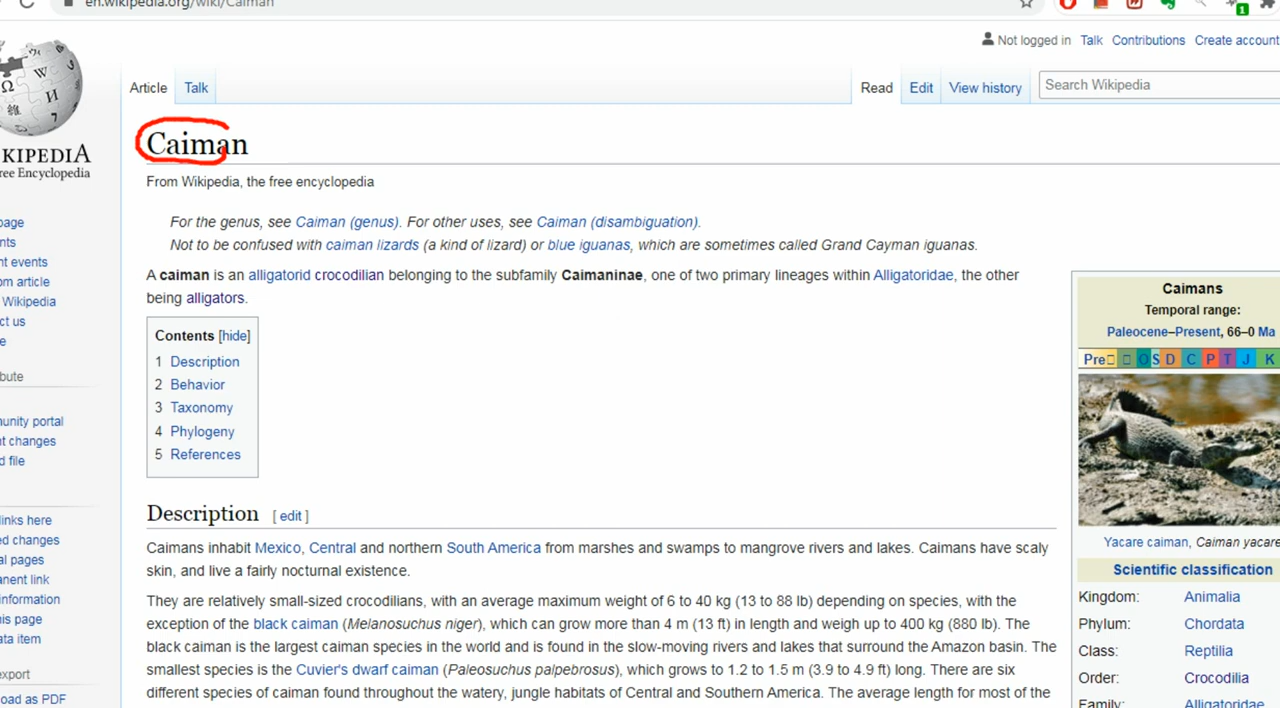 en.wikipedia.org/wiki/Caiman
1
Not logged in Talk Contributions Create account
Article Talk Read Edit View history Search Wikipedia
KIPEDIA
ree Encyclopedia
Caiman
From Wikipedia, the free encyclopedia
For the genus, see Caiman (genus). For other uses, see Caiman (disambiguation).
Not to be confused with caiman lizards (a kind of lizard) or blue iguanas, which are sometimes called Grand Cayman iguanas.
A caiman is an alligatorid crocodilian belonging to the subfamily Caimaninae, one of two primary lineages within Alligatoridae, the other
being alligators.
Contents [hide]
1 Description
2 Behavior
3 Taxonomy
4 Phylogeny
5 References
Description [ edit ]
Caimans inhabit Mexico, Central and northern South America from marshes and swamps to mangrove rivers and lakes. Caimans have scaly
skin, and live a fairly nocturnal existence.
They are relatively small-sized crocodilians, with an average maximum weight of 6 to 40 kg (13 to 88 lb) depending on species, with the
exception of the black caiman (Melanosuchus niger), which can grow more than 4 m (13 ft) in length and weigh up to 400 kg (880 lb). The
black caiman is the largest caiman species in the world and is found in the slow-moving rivers and lakes that surround the Amazon basin. The
smallest species is the Cuvier's dwarf caiman (Paleosuchus palpebrosus), which grows to 1.2 to 1.5 m (3.9 to 4.9 ft) long. There are six
different species of caiman found throughout the watery, jungle habitats of Central and Southern America. The average length for most of the
Caimans
Temporal range:
Paleocene–Present, 66–0 Ma
Pre O S D C P T J K
Yacare caiman, Caiman yacare
Scientific classification
Kingdom: Animalia
Phylum: Chordata
Class: Reptilia
Order: Crocodilia
Family: Alligatoridae
page
nts
nt events
om article
Wikipedia
ct us
e
bute
unity portal
nt changes
d file
links here
ed changes
al pages
anent link
information
his page
ata item
export
oad as PDF